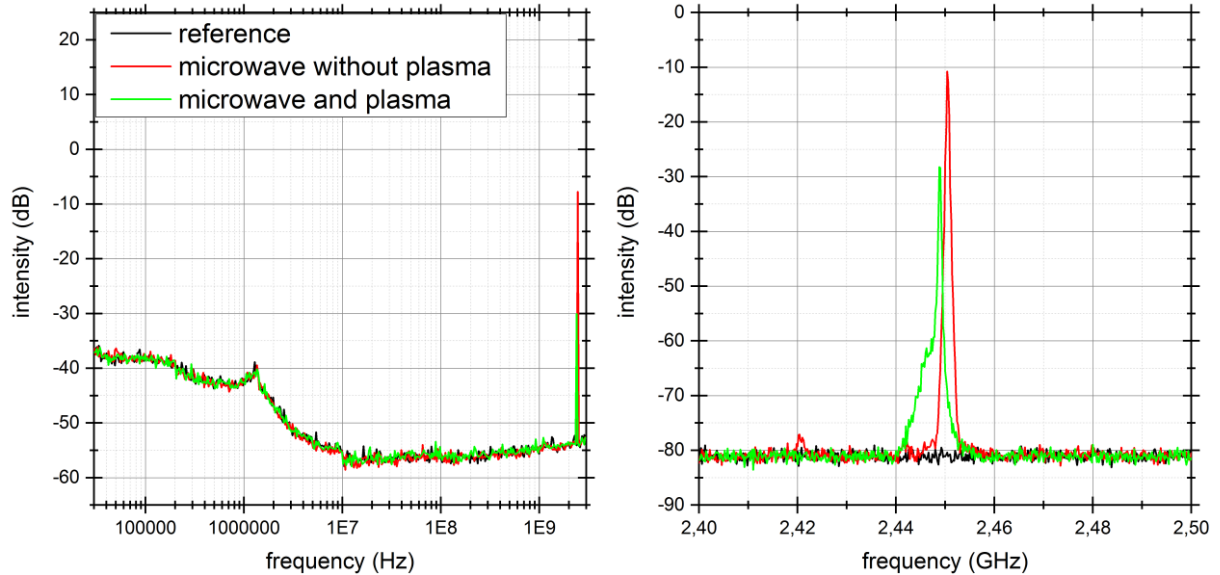 reference
microwave without plasma
microwave and plasma
20
10
0
-10
-20
-30
-40
-50
-60
intensity (dB)
100000 1000000 1E7 1E8 1E9
frequency (Hz)
0
-10
-20
-30
-40
-50
-60
-70
-80
-90
intensity (dB)
2,40 2,42 2,44 2,46 2,48 2,50
frequency (GHz)